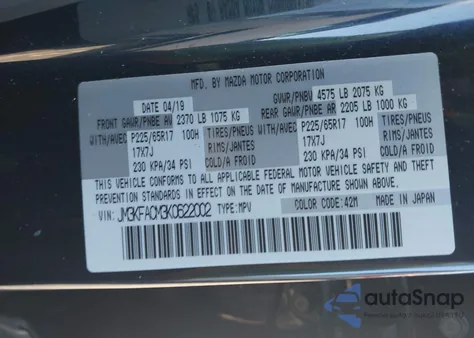 MFD. BY MAZDA MOTOR CORPORATION
DATE 04/19 GVWR/PNBV 4575 LB 2075 KG
FRONT GAWR/PNBE AV 2370 LB 1075 KG REAR GAWR/PNBE AR 2205 LB 1000 KG
WITH/AVEC P225/65R17 100H TIRES/PNEUS WITH/AVEC P225/65R17 100H TIRES/PNEUS
17X7J RIMS/JANTES 17X7J RIMS/JANTES
230 KPA/34 PSI COLD/A FROID 230 KPA/34 PSI COLD/A FROID
THIS VEHICLE CONFORMS TO ALL APPLICABLE FEDERAL MOTOR VEHICLE SAFETY AND THEFT
PREVENTION STANDARDS IN EFFECT ON THE DATE OF MANUFACTURE SHOWN ABOVE.
VIN: JM3KFACM3K0622002 TYPE: MPV COLOR CODE: 42M MADE IN JAPAN
autoSnap